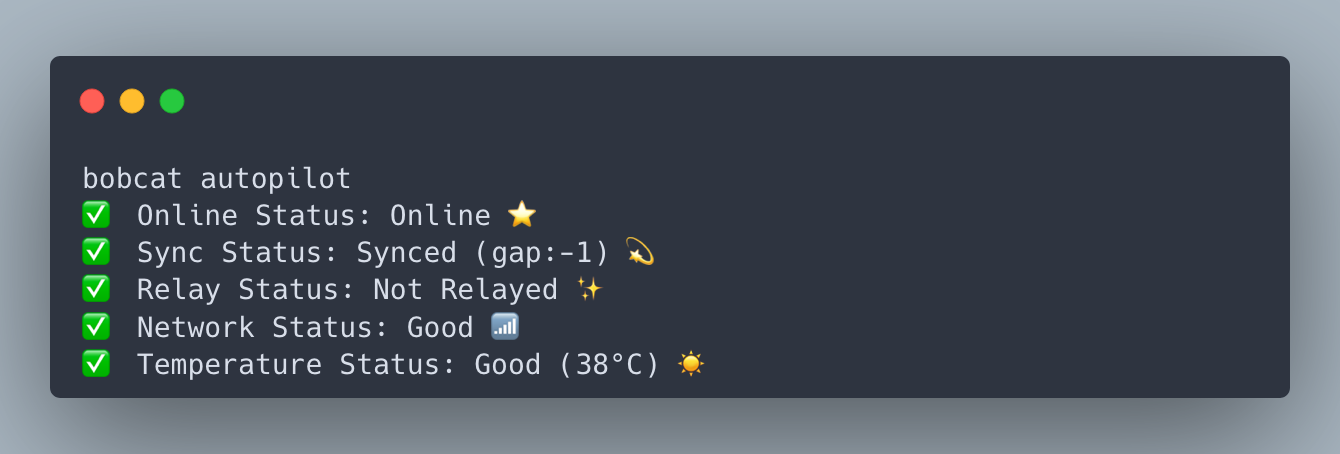 bobcat autopilot
✅ Online Status: Online ⭐
✅ Sync Status: Synced (gap:-1) 💫
✅ Relay Status: Not Relayed ✨
✅ Network Status: Good 📶
✅ Temperature Status: Good (38°C) ☀️